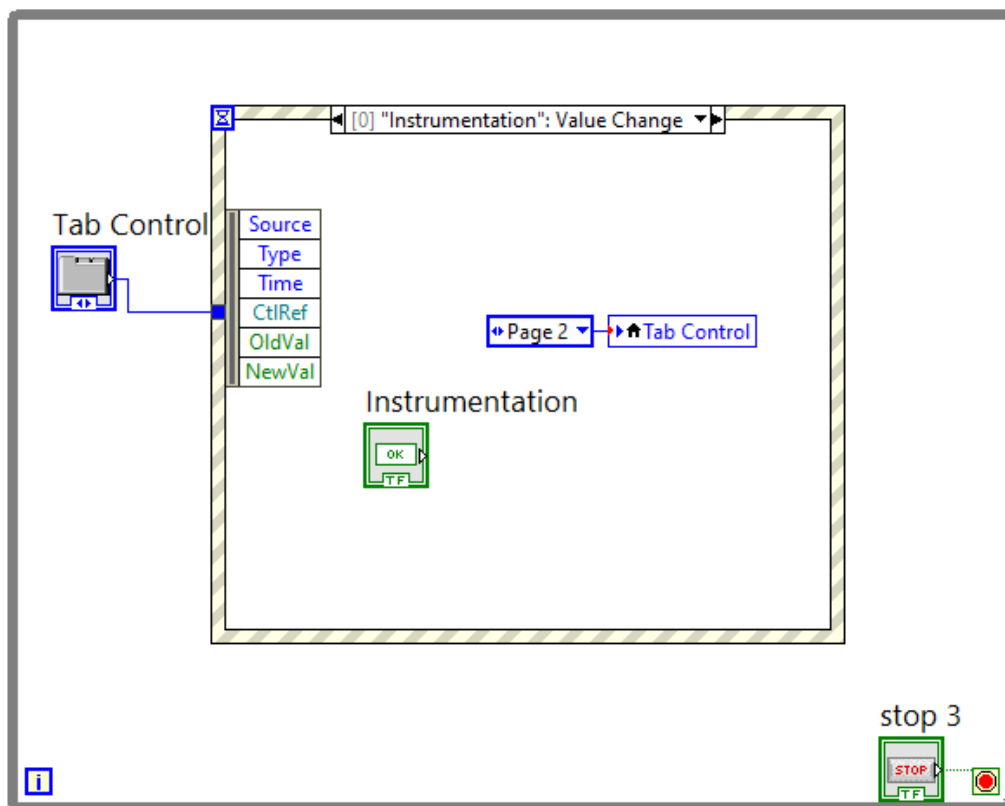 [0] "Instrumentation": Value Change
Tab Control
Source
Type
Time
CtlRef
OldVal
NewVal
Page 2
Tab Control
Instrumentation
OK
TF
stop 3
STOP
TF
i